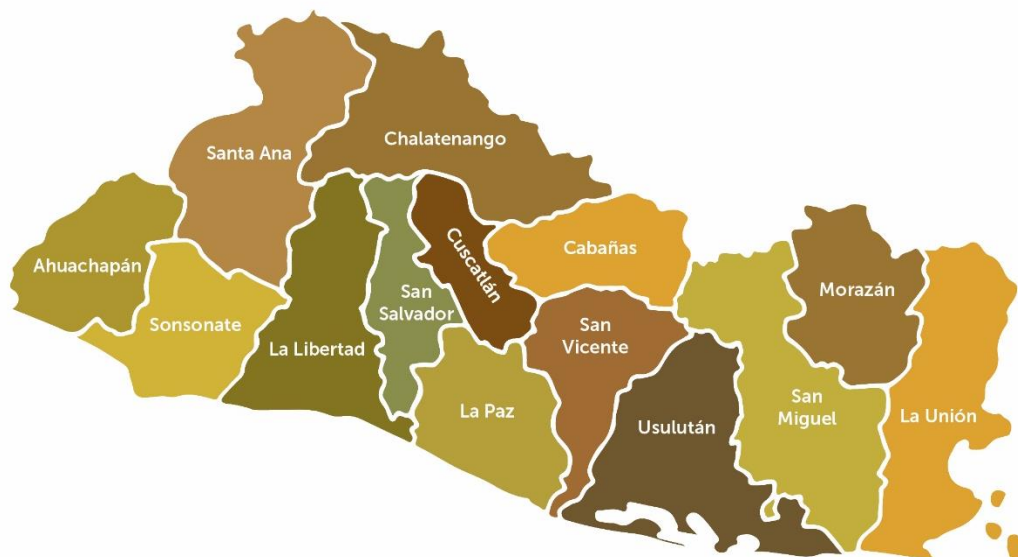 Chalatenango
Santa Ana
Cabañas
Cuscatlán
Ahuachapán
Morazán
San
Salvador
San
Vicente
Sonsonate
La Libertad
San
Miguel
La Paz
La Unión
Usulután